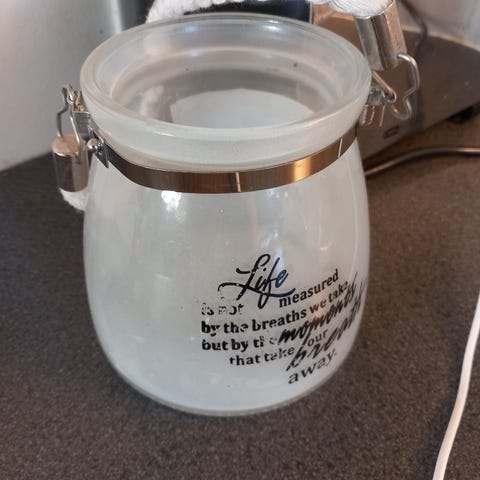 Life
is not measured
by the breaths we take
but by the moments
that take our breath
away.